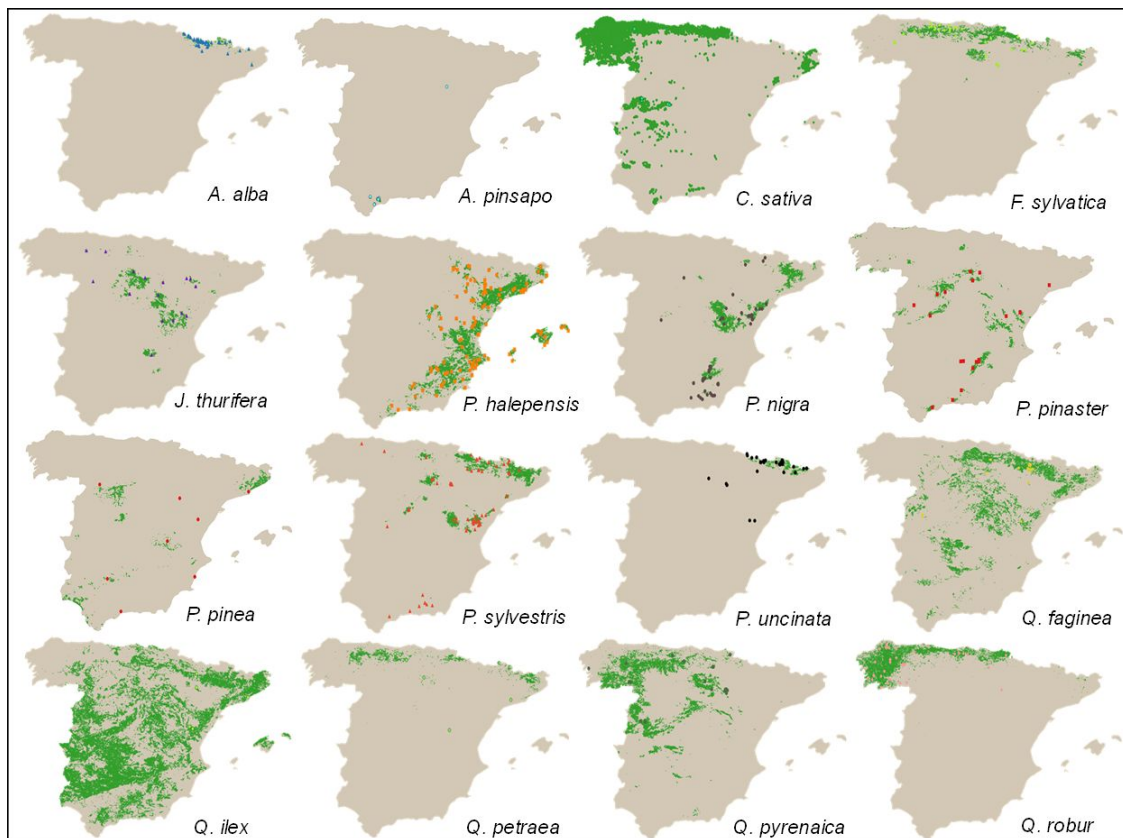 A. alba
A. pinsapo
C. sativa
F. sylvatica
J. thurifera
P. halepensis
P. nigra
P. pinaster
P. pinea
P. sylvestris
P. uncinata
Q. faginea
Q. ilex
Q. petraea
Q. pyrenaica
Q. robur